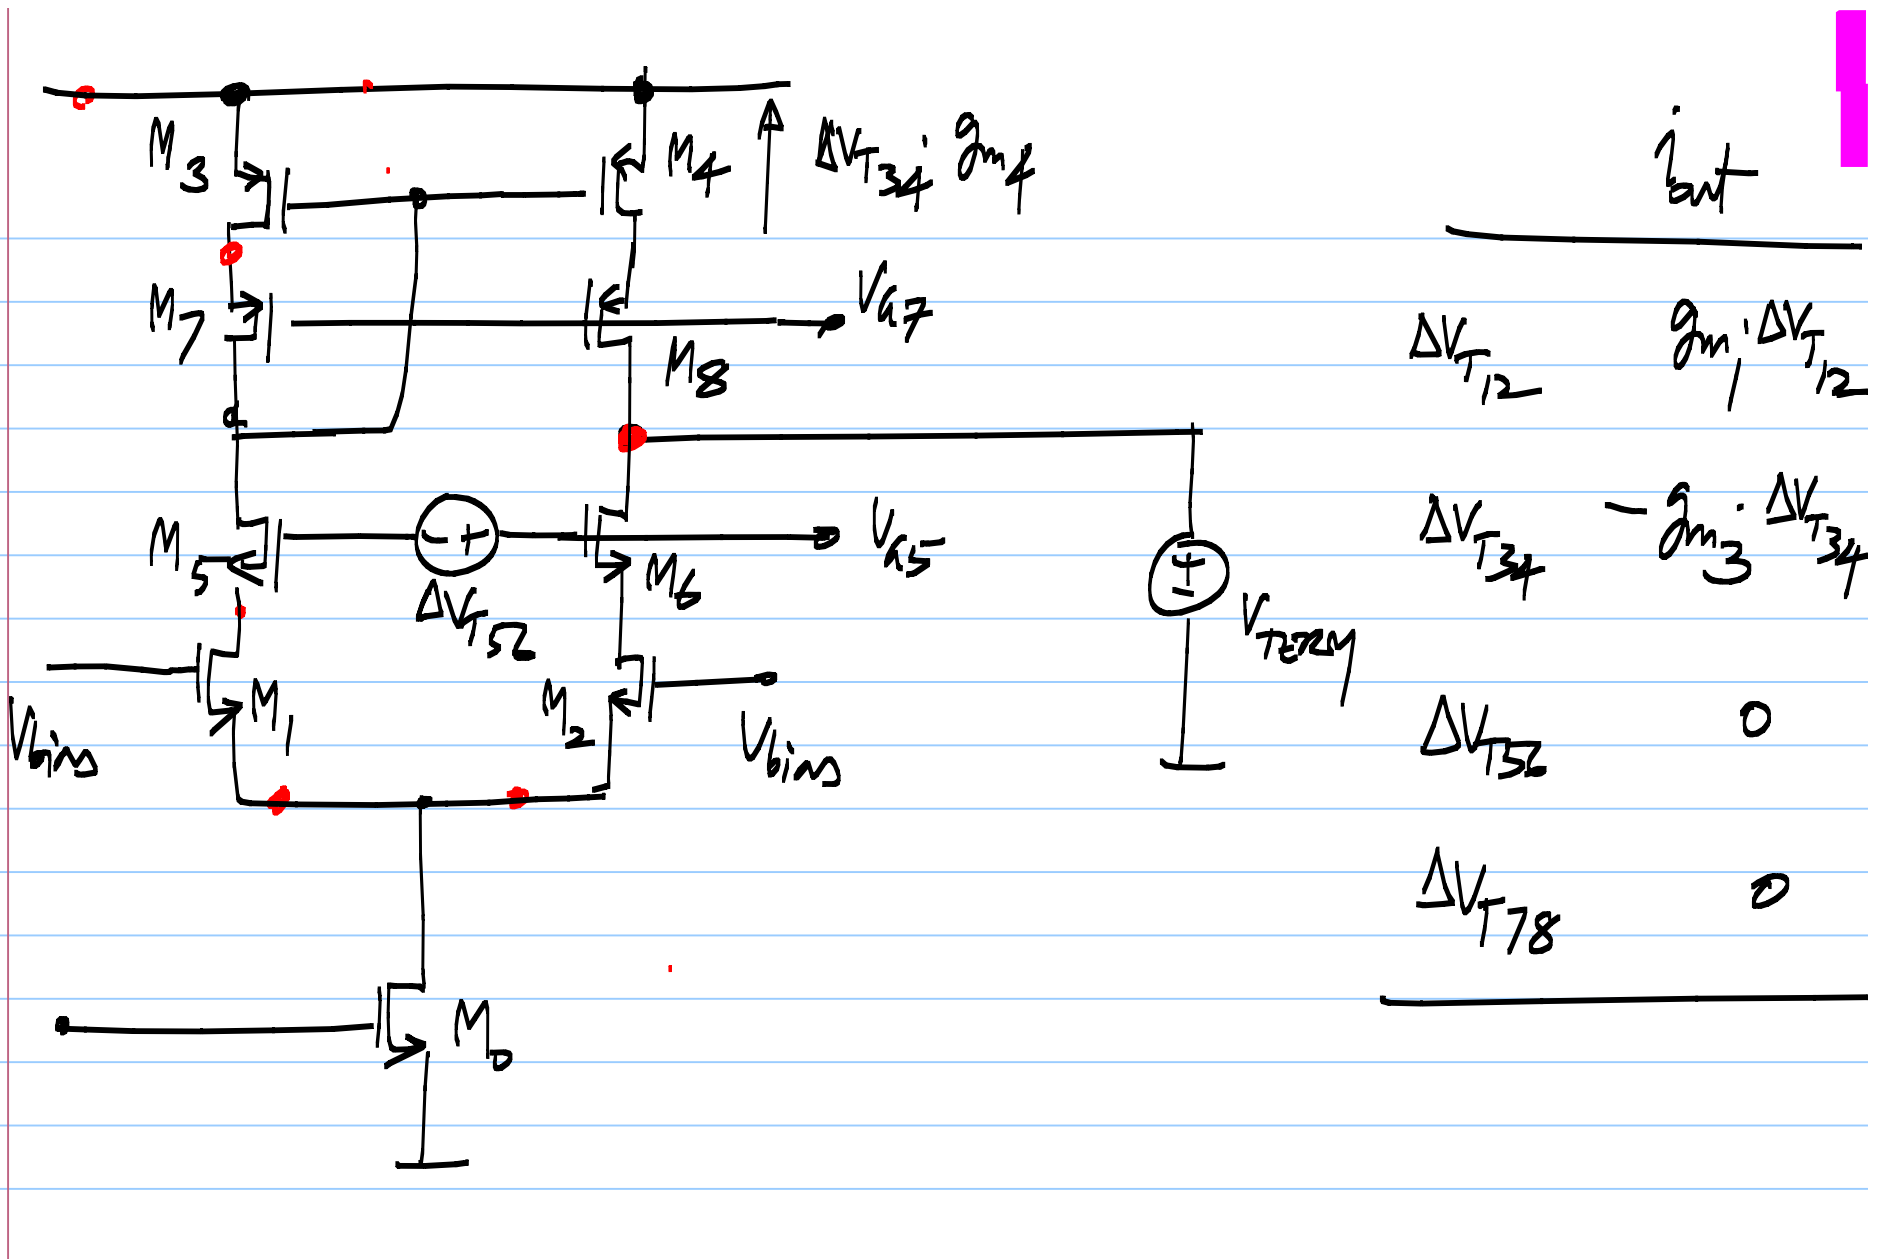 M3
M4
ΔVT34 · gm4
iout
M7
VG7
M8
ΔVT12
gm1 · ΔVT12
- +
M5
VG5
M6
ΔVT56
ΔVT34
- gm3 · ΔVT34
+
-
VTERM
Vbias
M1
M2
Vbias
ΔVT56
0
ΔVT78
0
M0